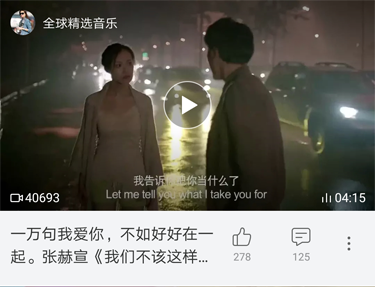 全球精选音乐
我告诉你把你当什么了
Let me tell you what I take you for
40693
04:15
一万句我爱你，不如好好在一
起。张赫宣《我们不该这样...
278
125